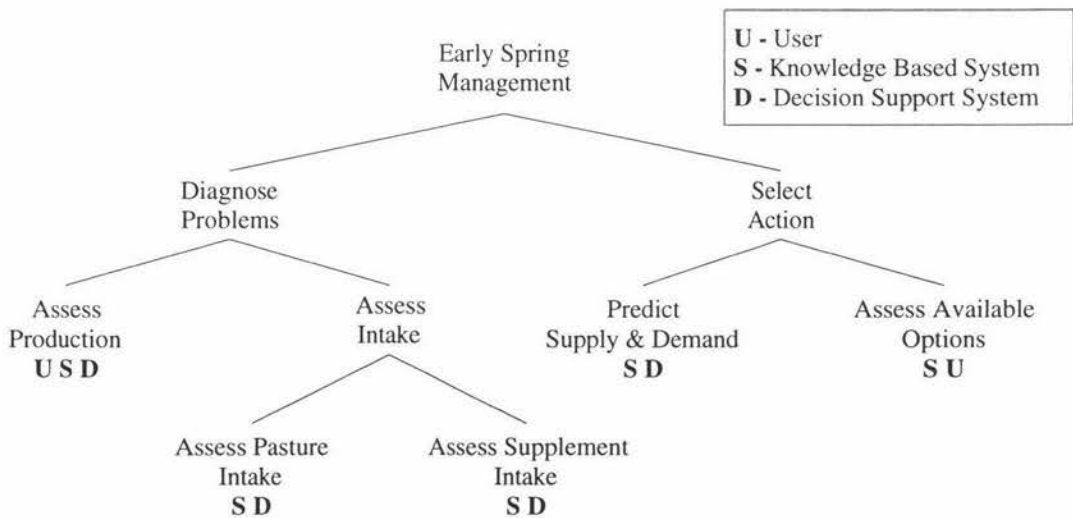 Early Spring
Management
U - User
S - Knowledge Based System
D - Decision Support System
Diagnose
Problems
Select
Action
Assess
Production
U S D
Assess
Intake
Predict
Supply & Demand
S D
Assess Available
Options
S U
Assess Pasture
Intake
S D
Assess Supplement
Intake
S D